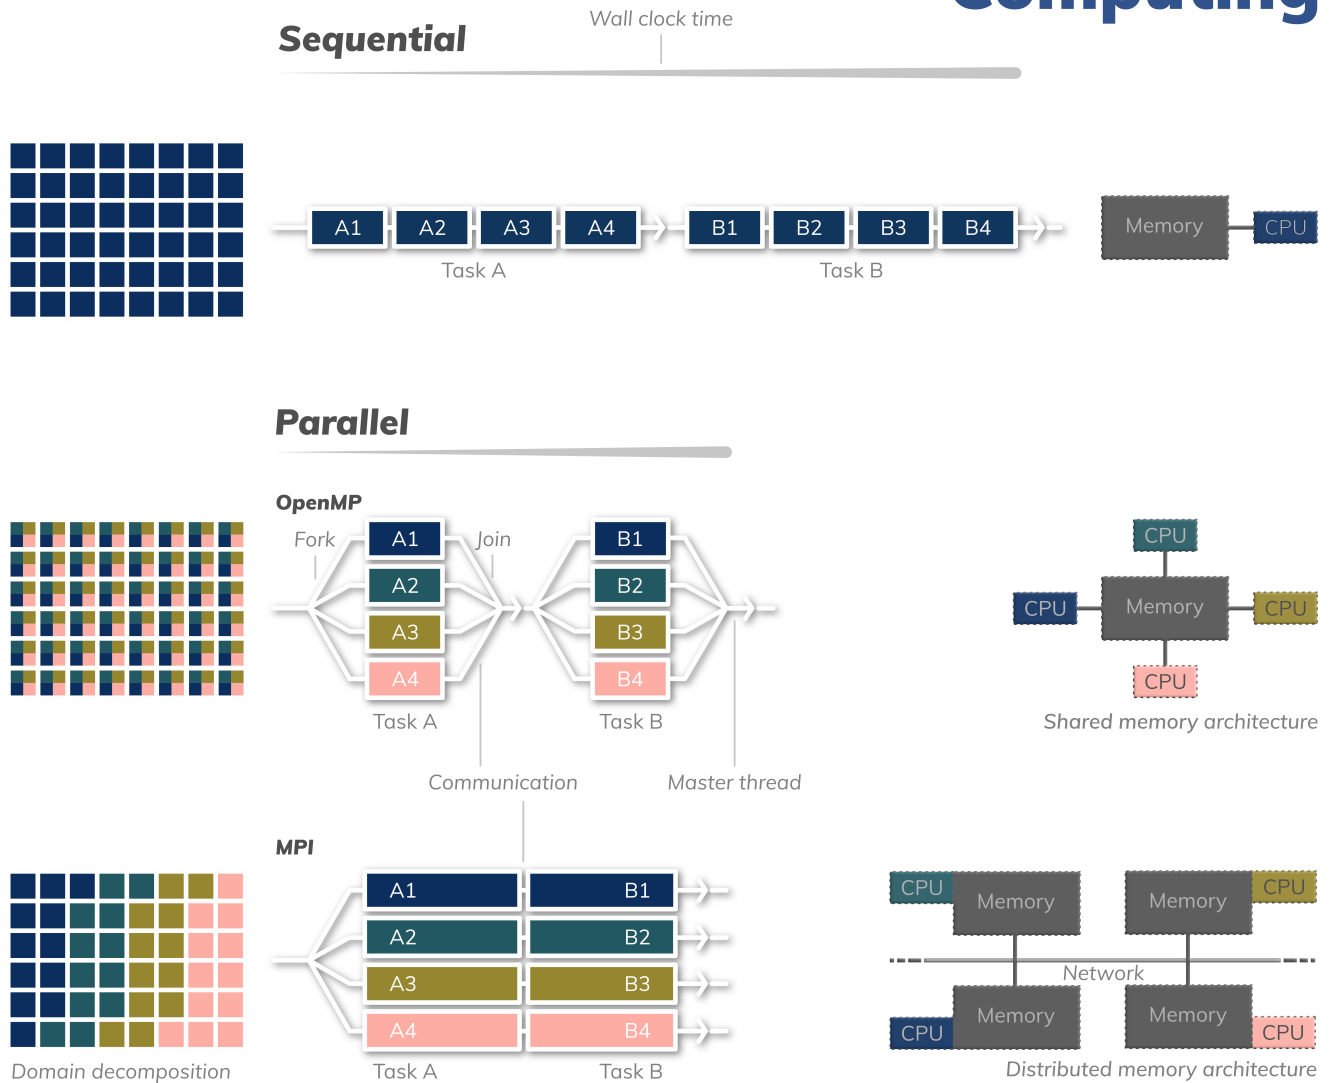 Computing
Wall clock time
Sequential
A1 A2 A3 A4 B1 B2 B3 B4
Task A Task B
Memory CPU
Parallel
OpenMP
Fork Join
A1 B1
A2 B2
A3 B3
A4 B4
Task A Task B
CPU
CPU Memory CPU
CPU
Shared memory architecture
Communication Master thread
MPI
A1 B1
A2 B2
A3 B3
A4 B4
Task A Task B
Domain decomposition
CPU Memory Memory CPU
Network
CPU Memory Memory CPU
Distributed memory architecture